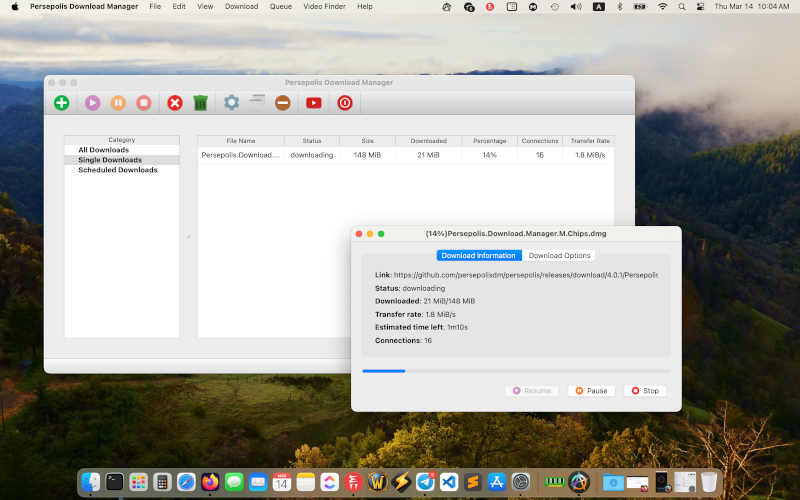 Persepolis Download Manager File Edit View Download Queue Video Finder Help A Thu Mar 14 10:04 AM
Persepolis Download Manager
Category
All Downloads
Single Downloads
Scheduled Downloads
File Name Status Size Downloaded Percentage Connections Transfer Rate
Persepolis.Download.... downloading 148 MiB 21 MiB 14% 16 1.8 MiB/s
(14%)Persepolis.Download.Manager.M.Chips.dmg
Download Information Download Options
Link: https://github.com/persepolisdm/persepolis/releases/download/4.0.1/Persepolis
Status: downloading
Downloaded: 21 MiB/148 MiB
Transfer rate: 1.8 MiB/s
Estimated time left: 1m10s
Connections: 16
Resume Pause Stop
MAR
14